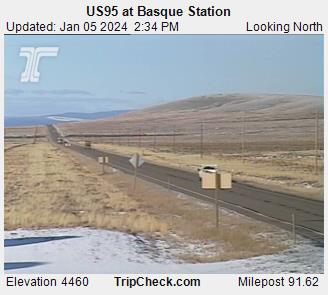 US95 at Basque Station
Updated: Jan 05 2024 2:34 PM Looking North
Elevation 4460 TripCheck.com Milepost 91.62